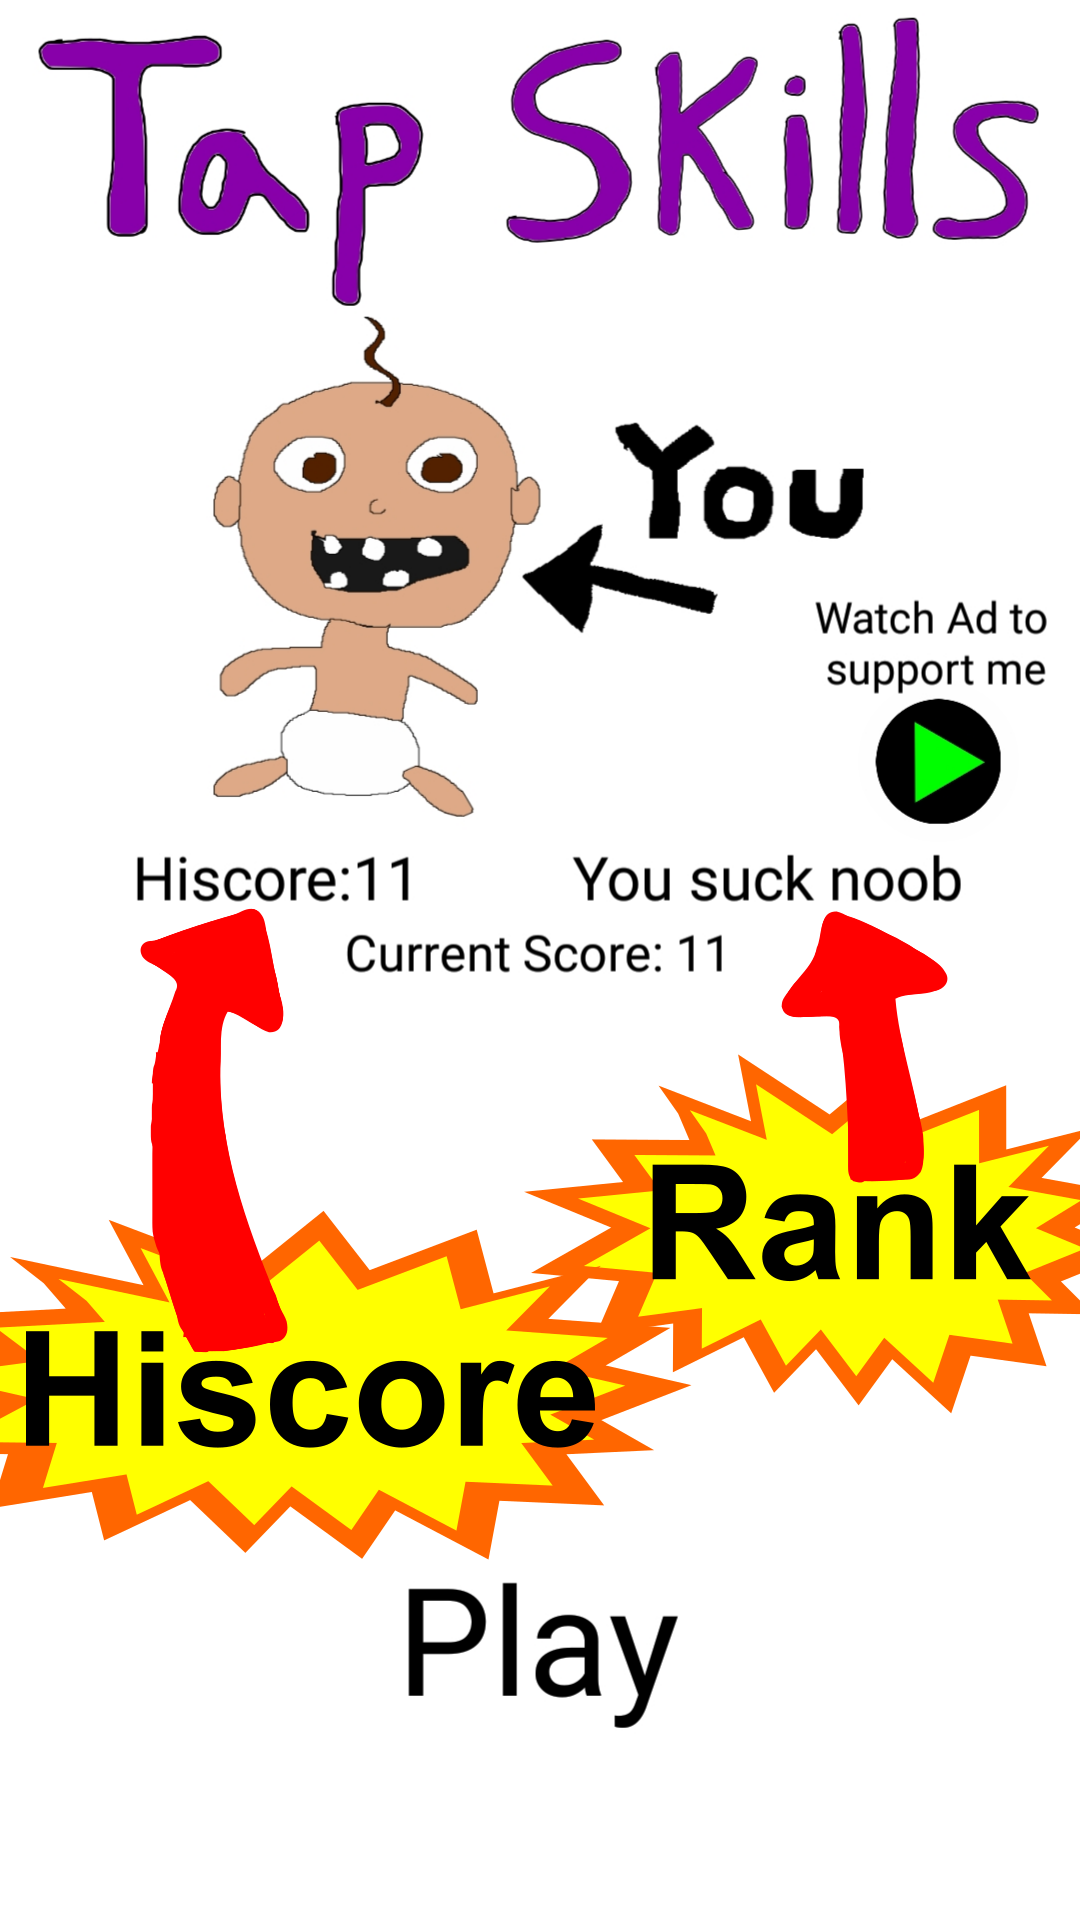 Tap Skills
You
Watch Ad to
support me
Hiscore:11
You suck noob
Current Score: 11
Rank
Hiscore
Play